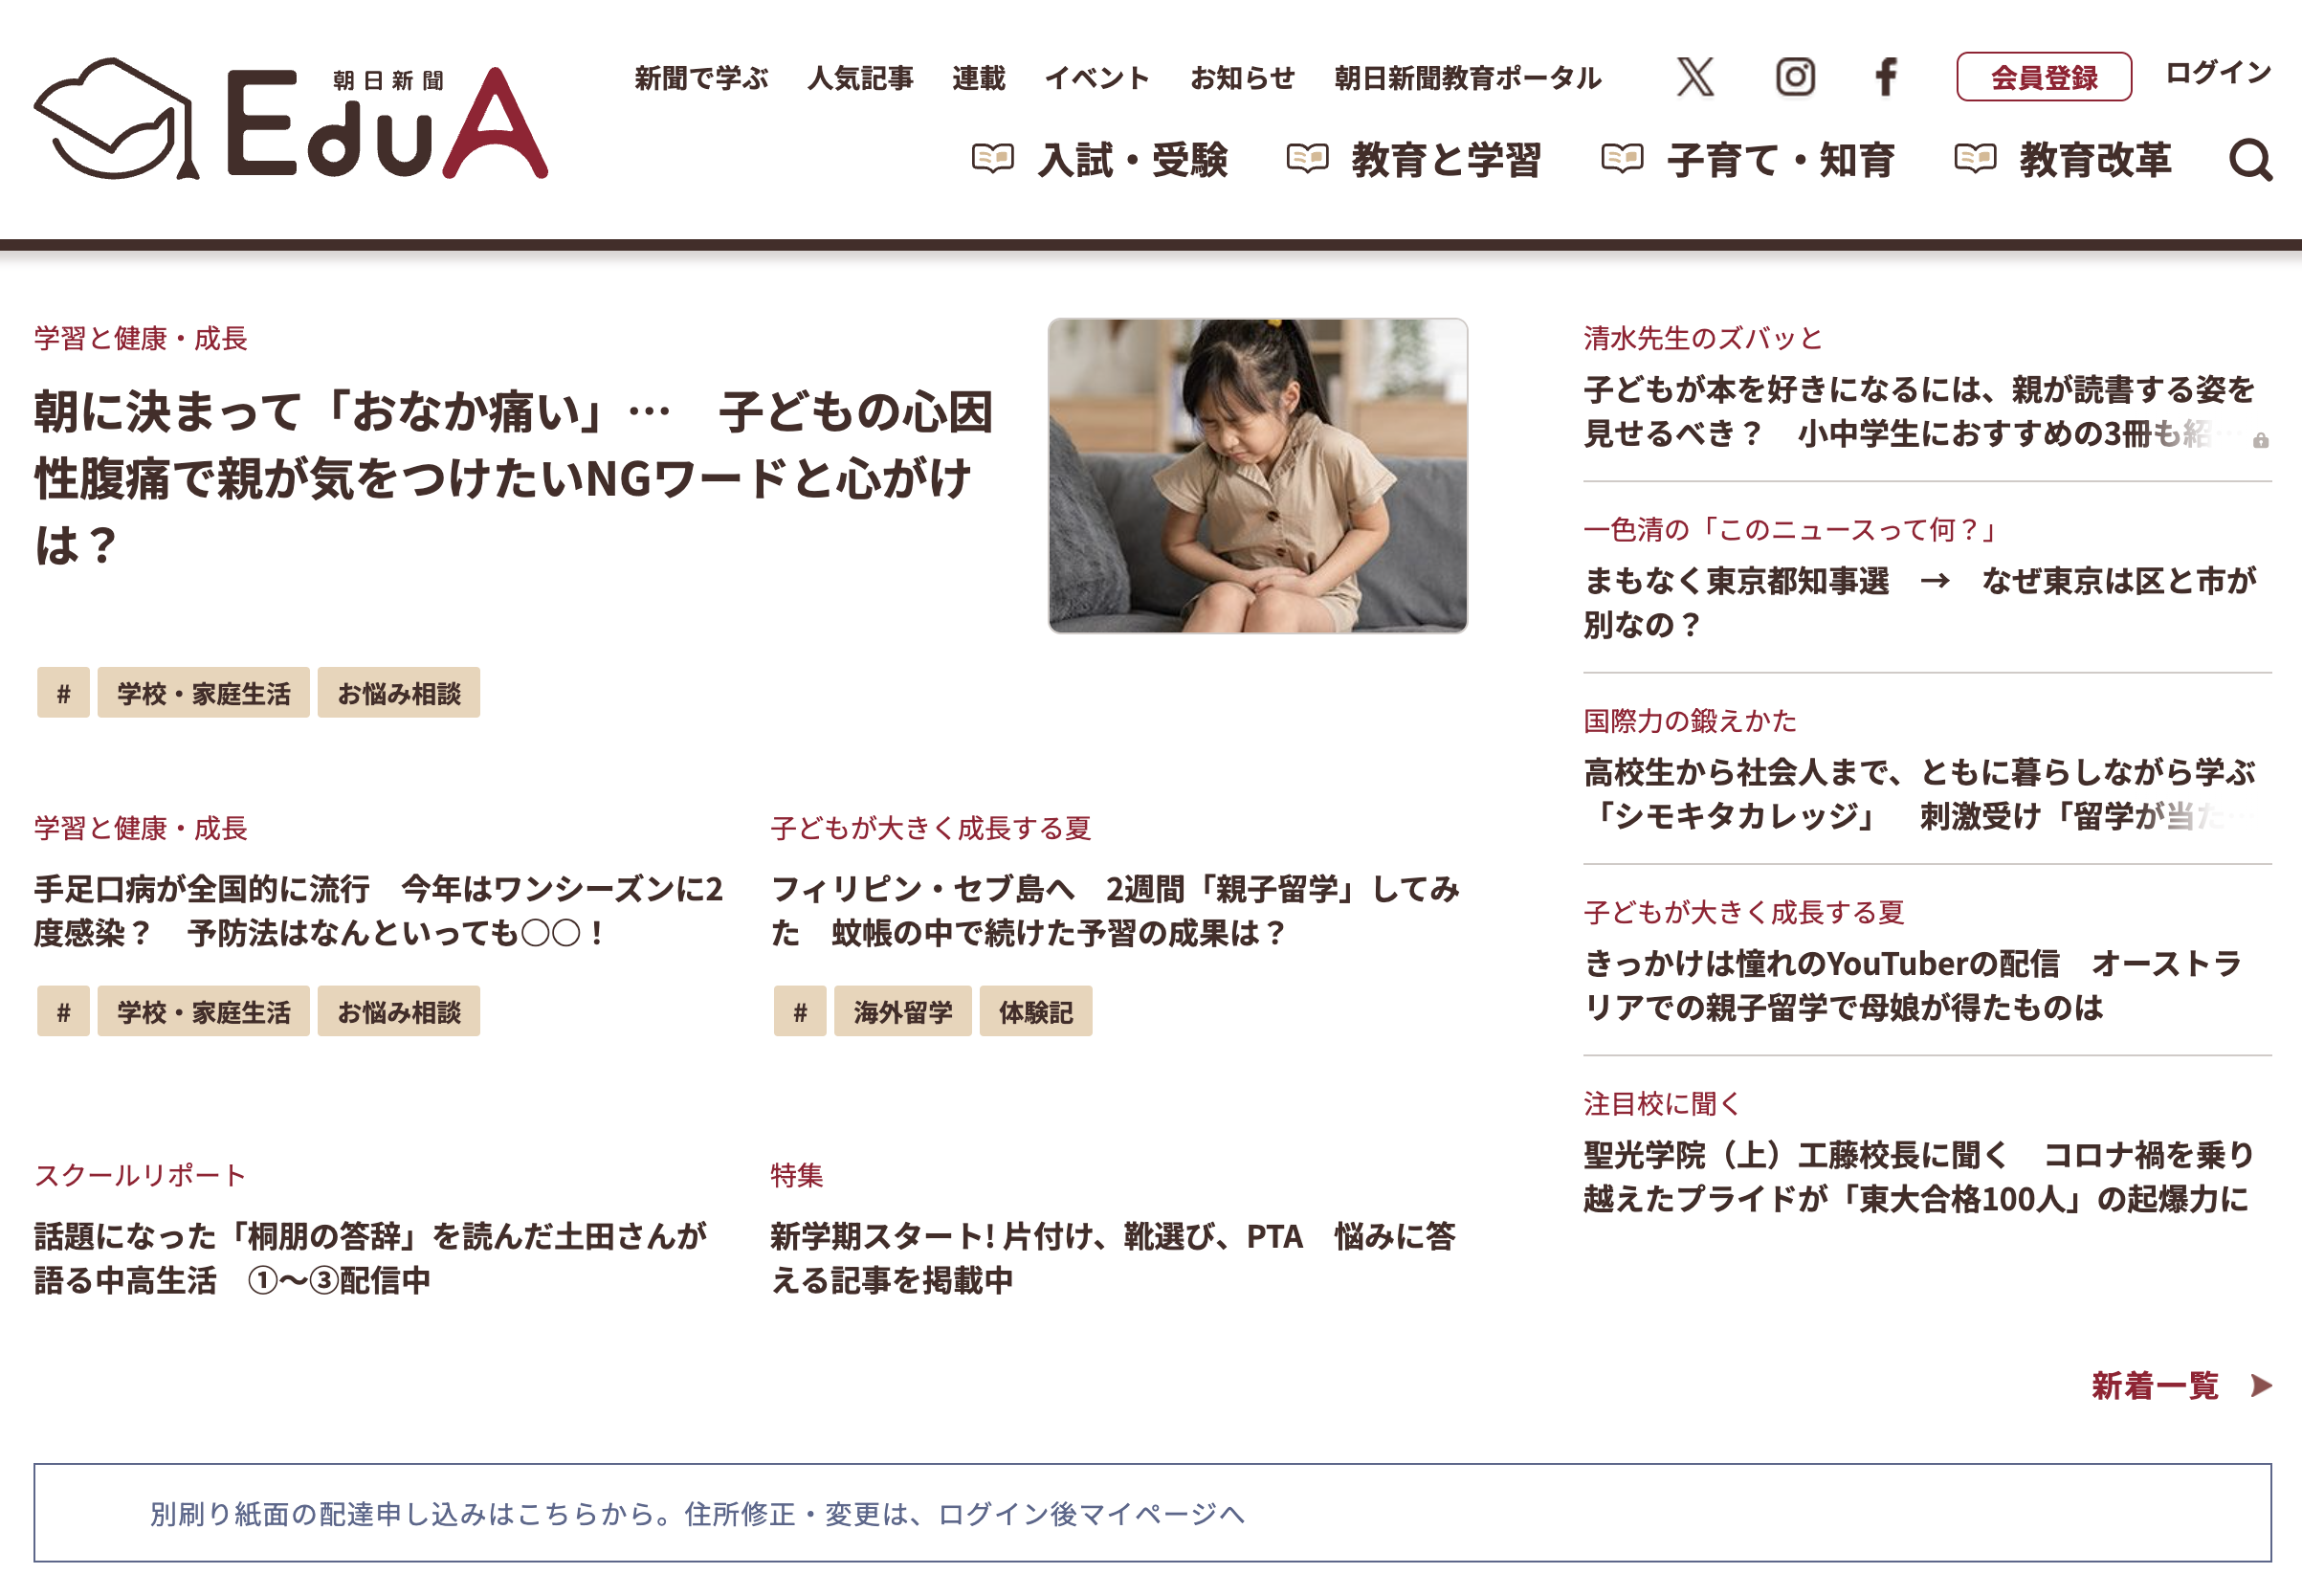 朝日新聞
EduA
新聞で学ぶ 人気記事 連載 イベント お知らせ 朝日新聞教育ポータル 会員登録 ログイン
入試・受験 教育と学習 子育て・知育 教育改革
学習と健康・成長
朝に決まって「おなか痛い」… 子どもの心因
性腹痛で親が気をつけたいNGワードと心がけ
は？
# 学校・家庭生活 お悩み相談
学習と健康・成長
手足口病が全国的に流行 今年はワンシーズンに2
度感染？ 予防法はなんといっても○○！
# 学校・家庭生活 お悩み相談
子どもが大きく成長する夏
フィリピン・セブ島へ 2週間「親子留学」してみ
た 蚊帳の中で続けた予習の成果は？
# 海外留学 体験記
スクールリポート
話題になった「桐朋の答辞」を読んだ土田さんが
語る中高生活 ①～③配信中
特集
新学期スタート! 片付け、靴選び、PTA 悩みに答
える記事を掲載中
清水先生のズバッと
子どもが本を好きになるには、親が読書する姿を
見せるべき？ 小中学生におすすめの3冊も紹…
一色清の「このニュースって何？」
まもなく東京都知事選 → なぜ東京は区と市が
別なの？
国際力の鍛えかた
高校生から社会人まで、ともに暮らしながら学ぶ
「シモキタカレッジ」 刺激受け「留学が当た…
子どもが大きく成長する夏
きっかけは憧れのYouTuberの配信 オーストラ
リアでの親子留学で母娘が得たものは
注目校に聞く
聖光学院（上）工藤校長に聞く コロナ禍を乗り
越えたプライドが「東大合格100人」の起爆力に
新着一覧
別刷り紙面の配達申し込みはこちらから。住所修正・変更は、ログイン後マイページへ